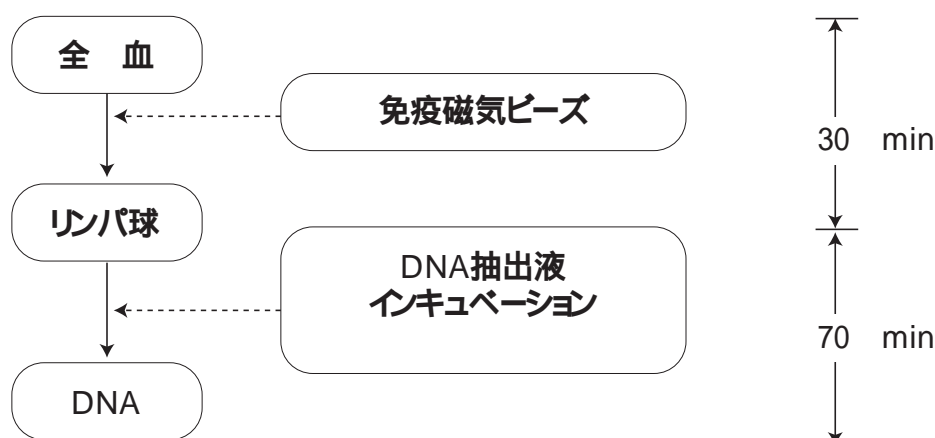 全 血
免疫磁気ビーズ
30 min
リンパ球
DNA抽出液
インキュベーション
70 min
DNA